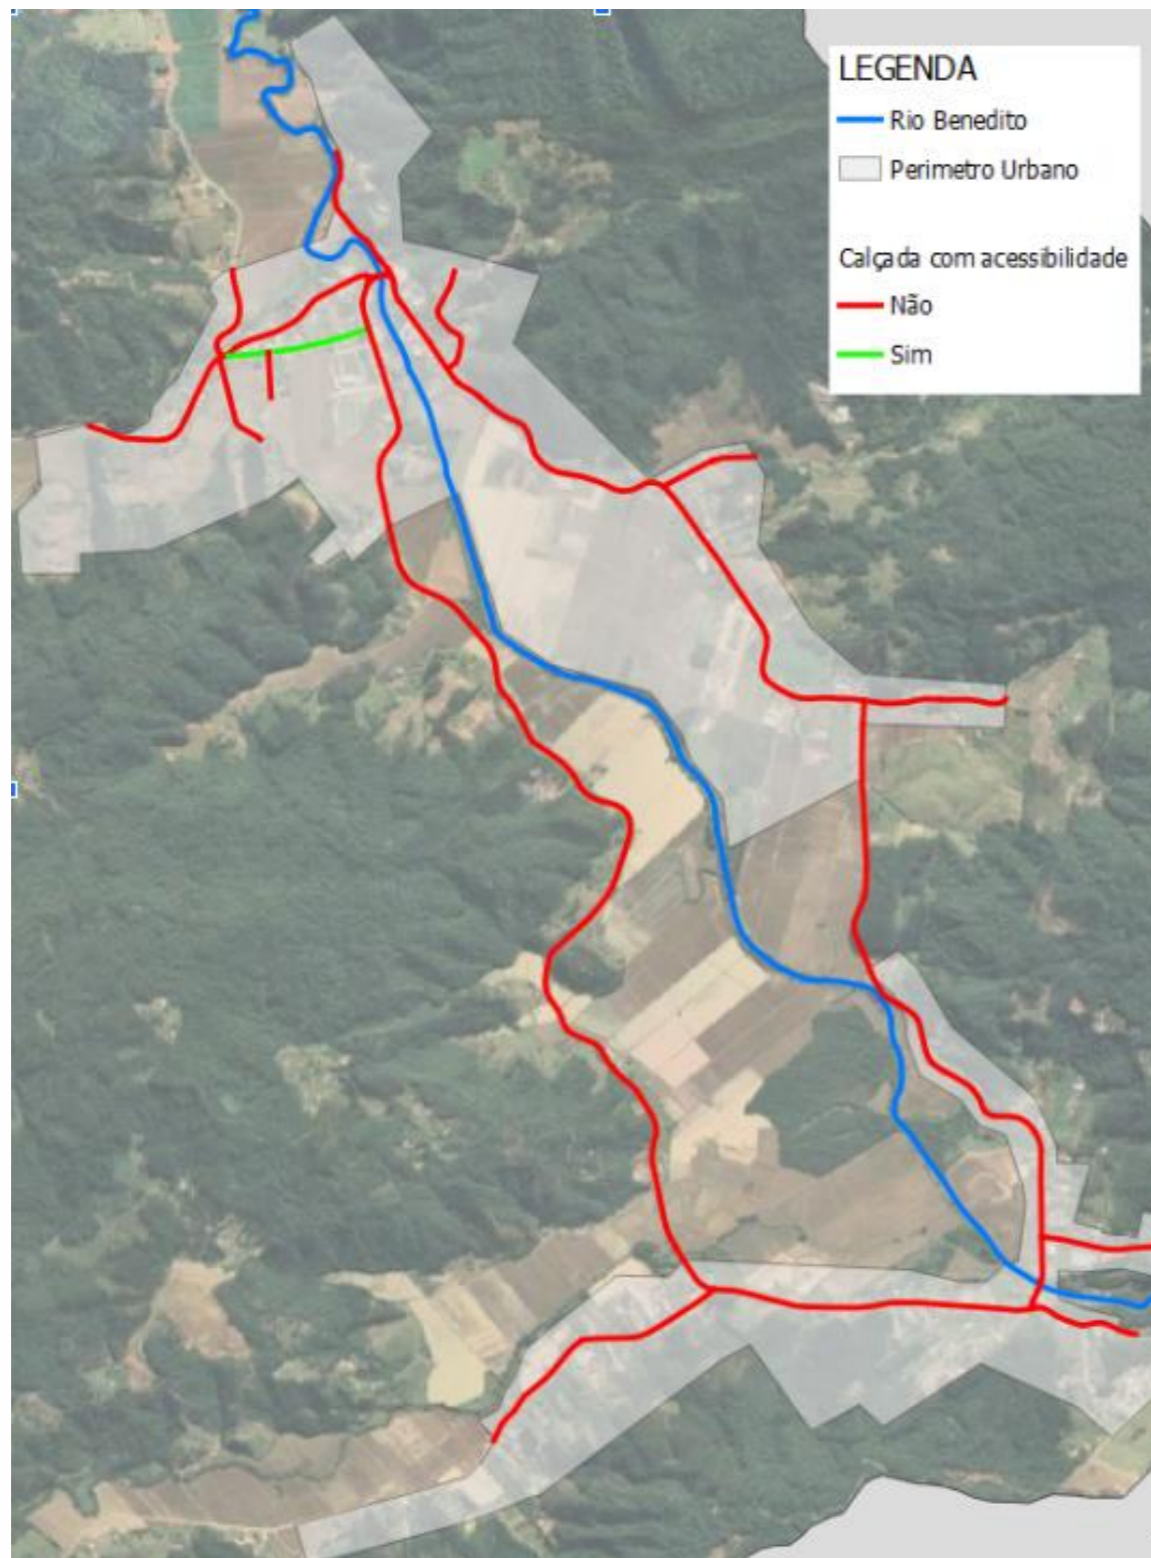 LEGENDA
Rio Benedito
Perimetro Urbano
Calçada com acessibilidade
Não
Sim